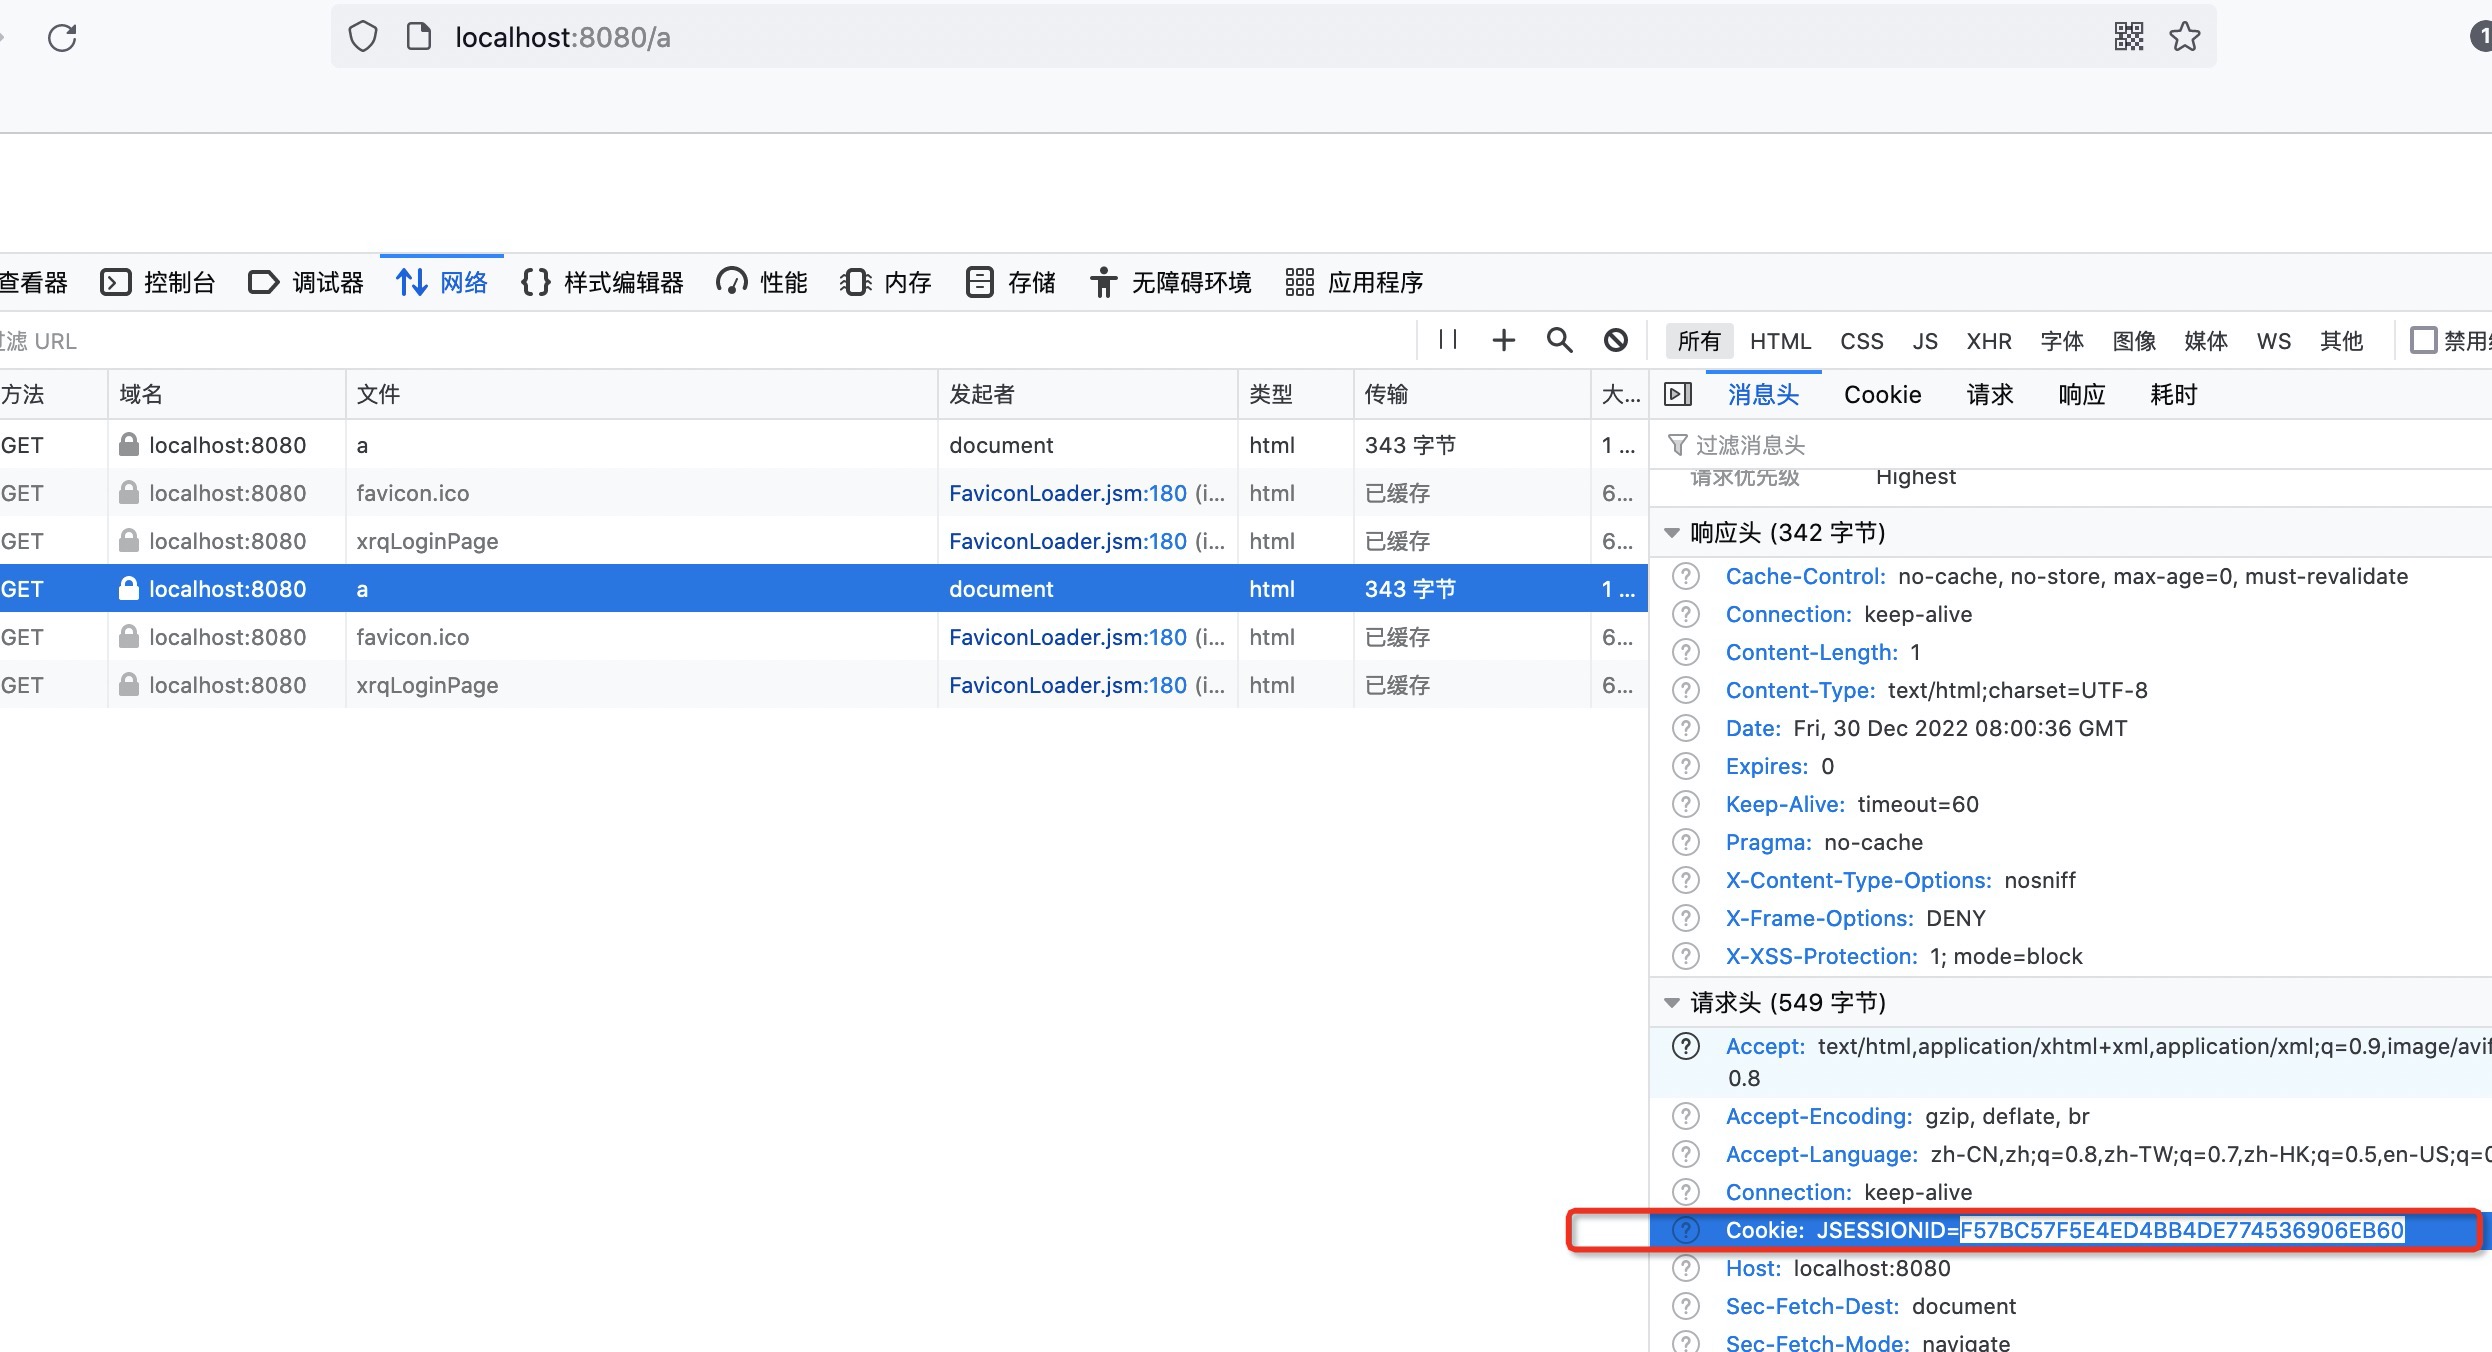 localhost:8080/a
1
查看器 控制台 调试器 网络 样式编辑器 性能 内存 存储 无障碍环境 应用程序
过滤 URL 所有 HTML CSS JS XHR 字体 图像 媒体 WS 其他 禁用
方法 域名 文件 发起者 类型 传输 大... 消息头 Cookie 请求 响应 耗时
GET localhost:8080 a document html 343 字节 1 ...
GET localhost:8080 favicon.ico FaviconLoader.jsm:180 (i... html 已缓存 6...
GET localhost:8080 xrqLoginPage FaviconLoader.jsm:180 (i... html 已缓存 6...
GET localhost:8080 a document html 343 字节 1 ...
GET localhost:8080 favicon.ico FaviconLoader.jsm:180 (i... html 已缓存 6...
GET localhost:8080 xrqLoginPage FaviconLoader.jsm:180 (i... html 已缓存 6...
过滤消息头
请求优先级 Highest
响应头 (342 字节)
Cache-Control: no-cache, no-store, max-age=0, must-revalidate
Connection: keep-alive
Content-Length: 1
Content-Type: text/html;charset=UTF-8
Date: Fri, 30 Dec 2022 08:00:36 GMT
Expires: 0
Keep-Alive: timeout=60
Pragma: no-cache
X-Content-Type-Options: nosniff
X-Frame-Options: DENY
X-XSS-Protection: 1; mode=block
请求头 (549 字节)
Accept: text/html,application/xhtml+xml,application/xml;q=0.9,image/avif
0.8
Accept-Encoding: gzip, deflate, br
Accept-Language: zh-CN,zh;q=0.8,zh-TW;q=0.7,zh-HK;q=0.5,en-US;q=0
Connection: keep-alive
Cookie: JSESSIONID=F57BC57F5E4ED4BB4DE774536906EB60
Host: localhost:8080
Sec-Fetch-Dest: document
Sec-Fetch-Mode: navigate